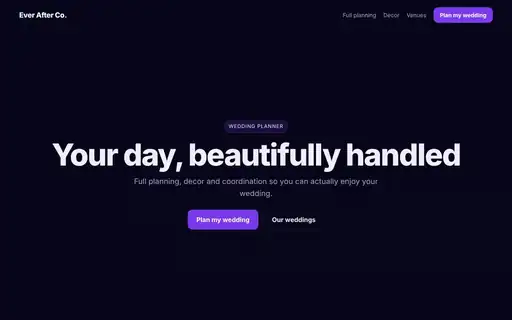 Ever After Co.
Full planning
Decor
Venues
Plan my wedding
WEDDING PLANNER
Your day, beautifully handled
Full planning, decor and coordination so you can actually enjoy your
wedding.
Plan my wedding
Our weddings